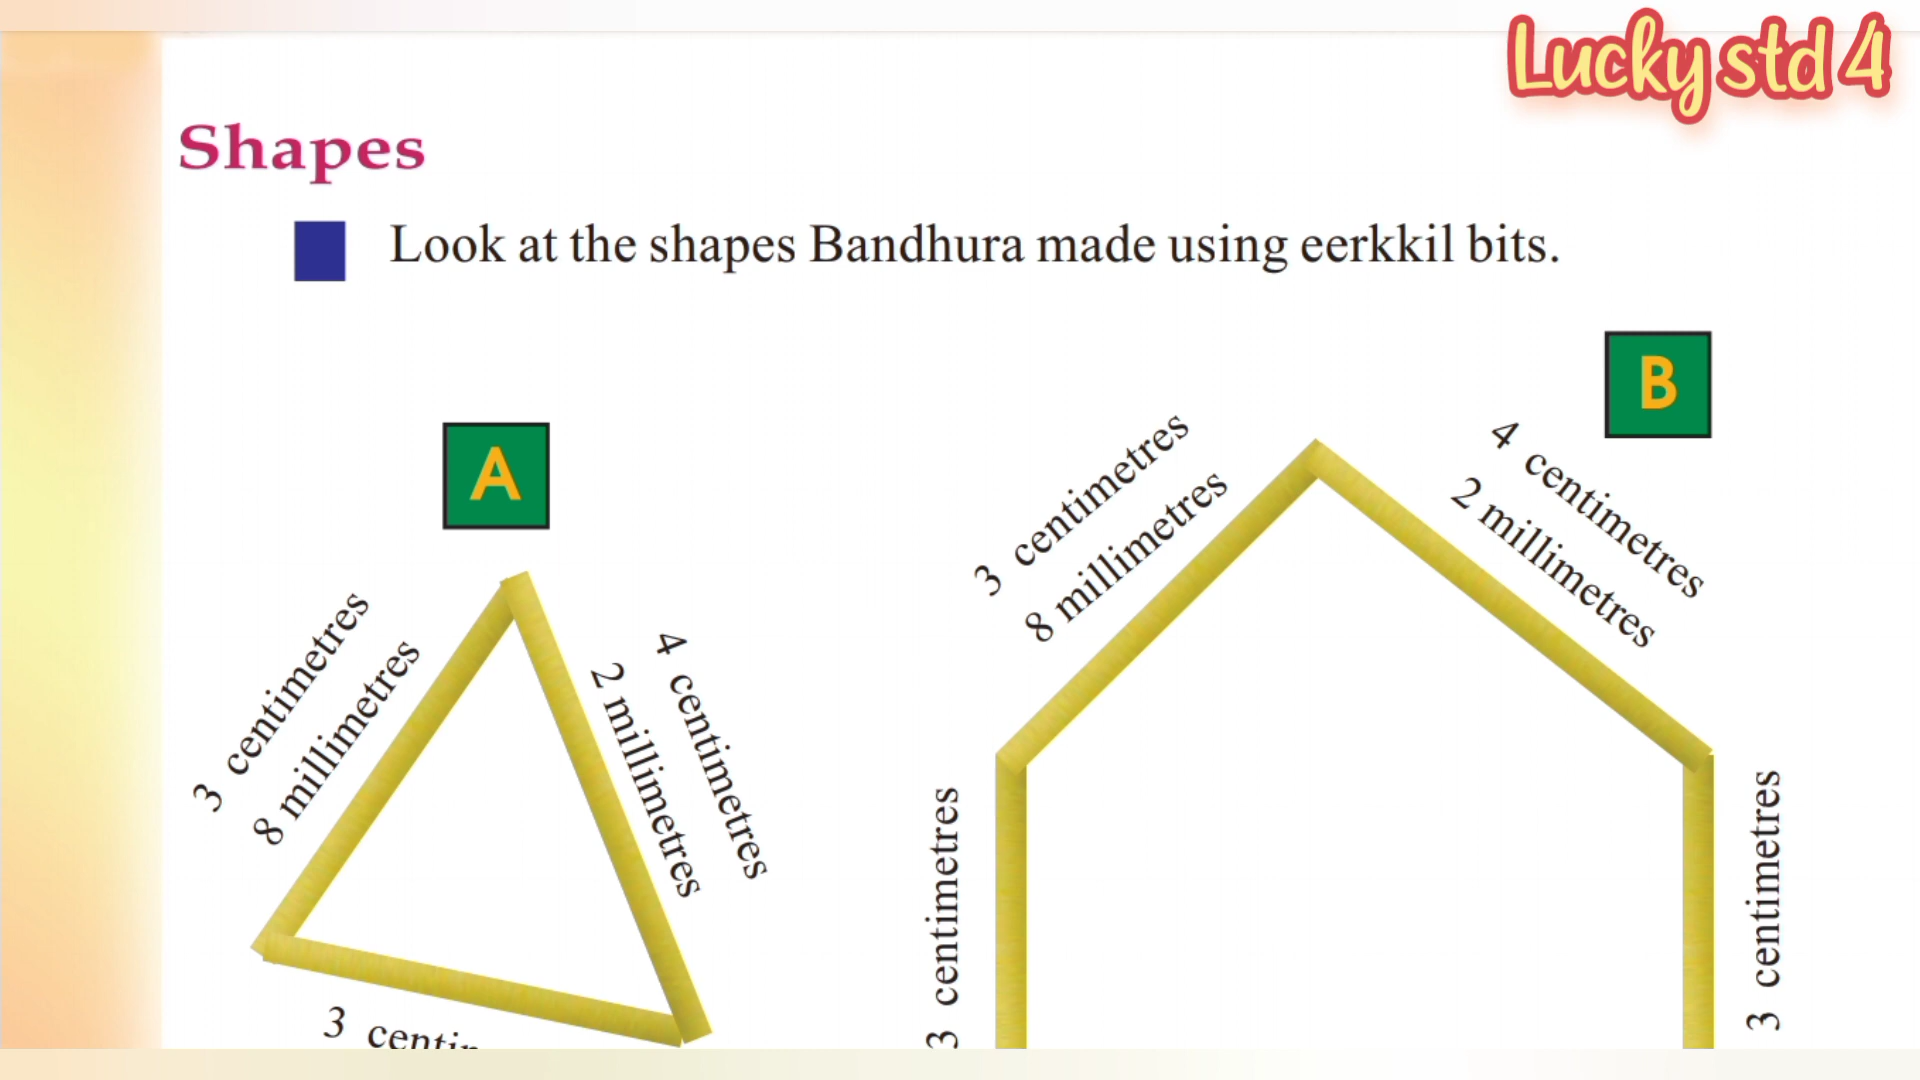 Lucky std 4
Shapes
Look at the shapes Bandhura made using eerkkil bits.
A
3 centimetres
8 millimetres
4 centimetres
2 millimetres
3
B
3 centimetres
8 millimetres
4 centimetres
2 millimetres
3 centimetres
3 centimetres